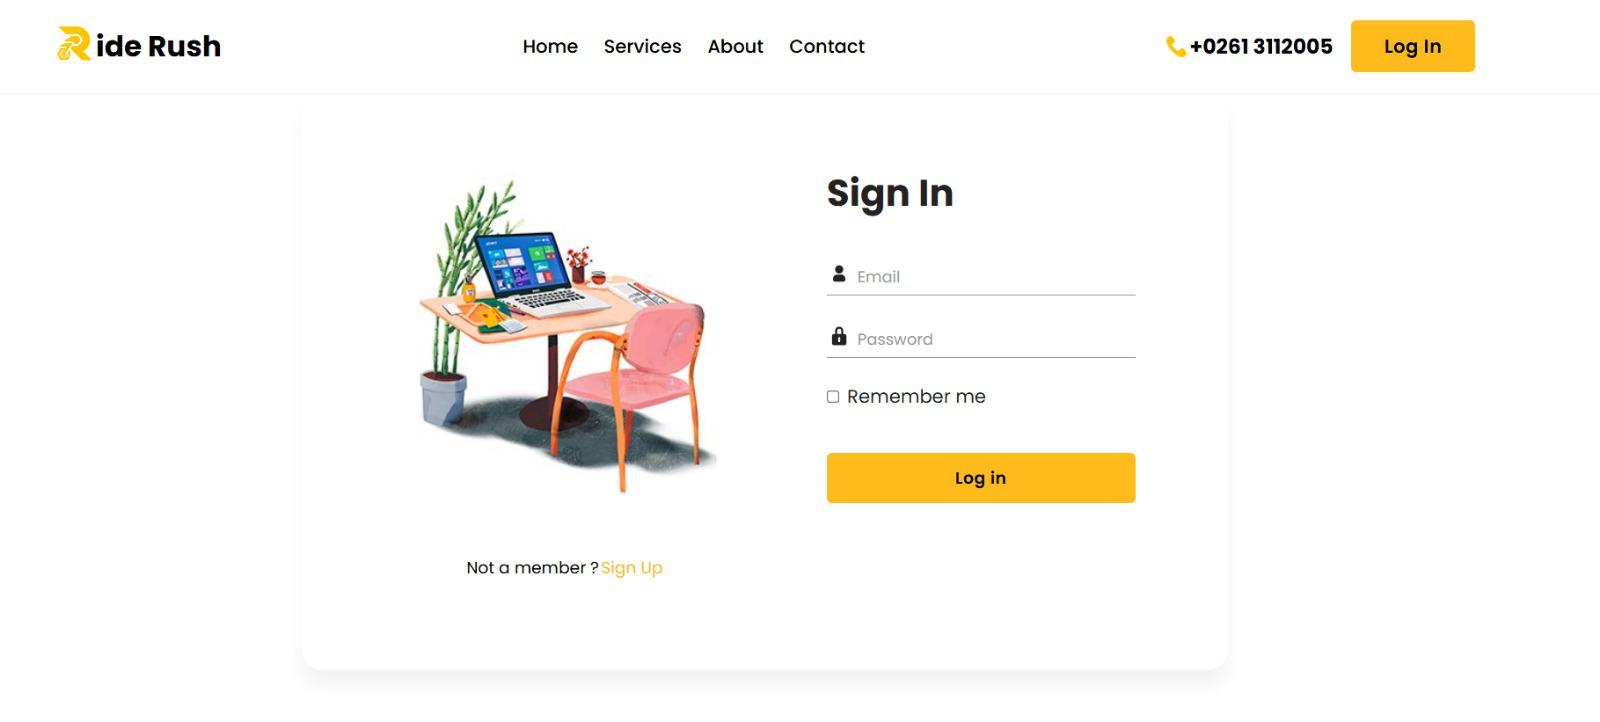 Ride Rush
Home Services About Contact
+0261 3112005
Log In
Sign In
Email
Password
Remember me
Log in
Not a member ? Sign Up